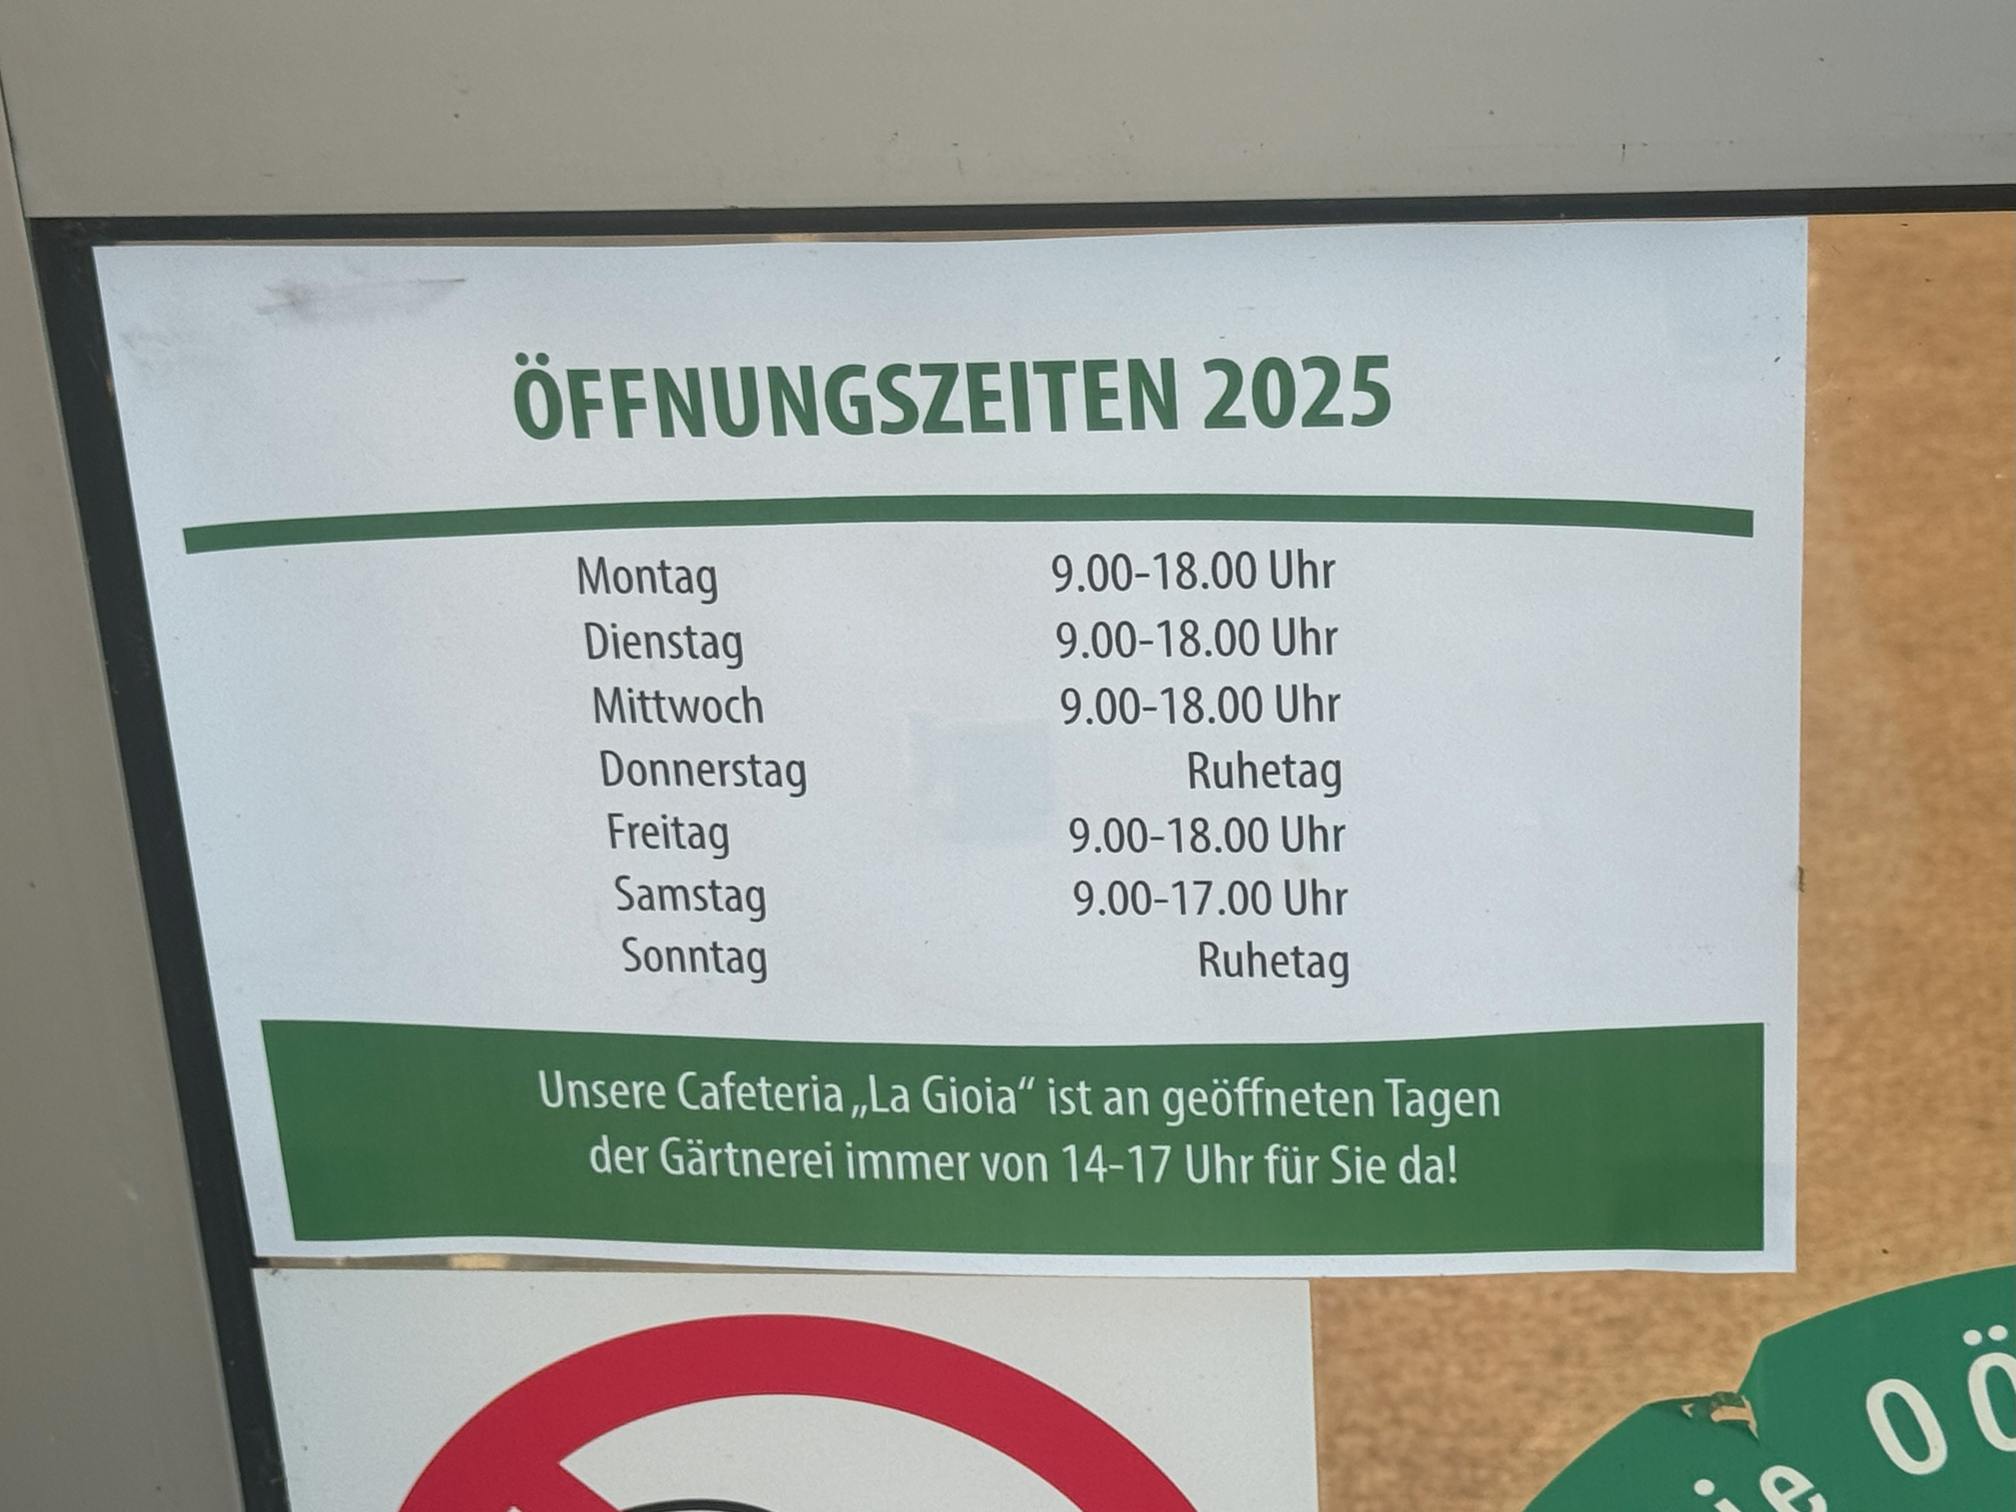 ÖFFNUNGSZEITEN 2025
Montag 9.00-18.00 Uhr
Dienstag 9.00-18.00 Uhr
Mittwoch 9.00-18.00 Uhr
Donnerstag Ruhetag
Freitag 9.00-18.00 Uhr
Samstag 9.00-17.00 Uhr
Sonntag Ruhetag
Unsere Cafeteria „La Gioia“ ist an geöffneten Tagen
der Gärtnerei immer von 14-17 Uhr für Sie da!